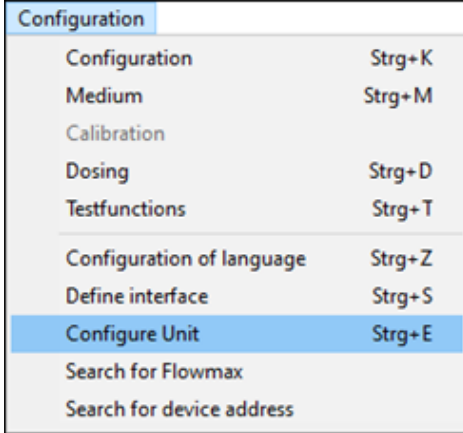 Configuration
Configuration Strg+K
Medium Strg+M
Calibration
Dosing Strg+D
Testfunctions Strg+T
Configuration of language Strg+Z
Define interface Strg+S
Configure Unit Strg+E
Search for Flowmax
Search for device address